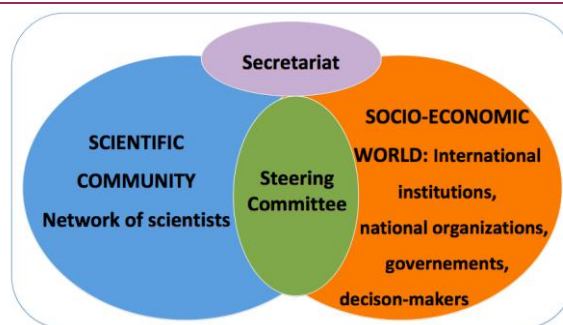 Secretariat
SCIENTIFIC
COMMUNITY
Network of scientists
Steering
Committee
SOCIO-ECONOMIC
WORLD: International
institutions,
national organizations,
governements,
decison-makers